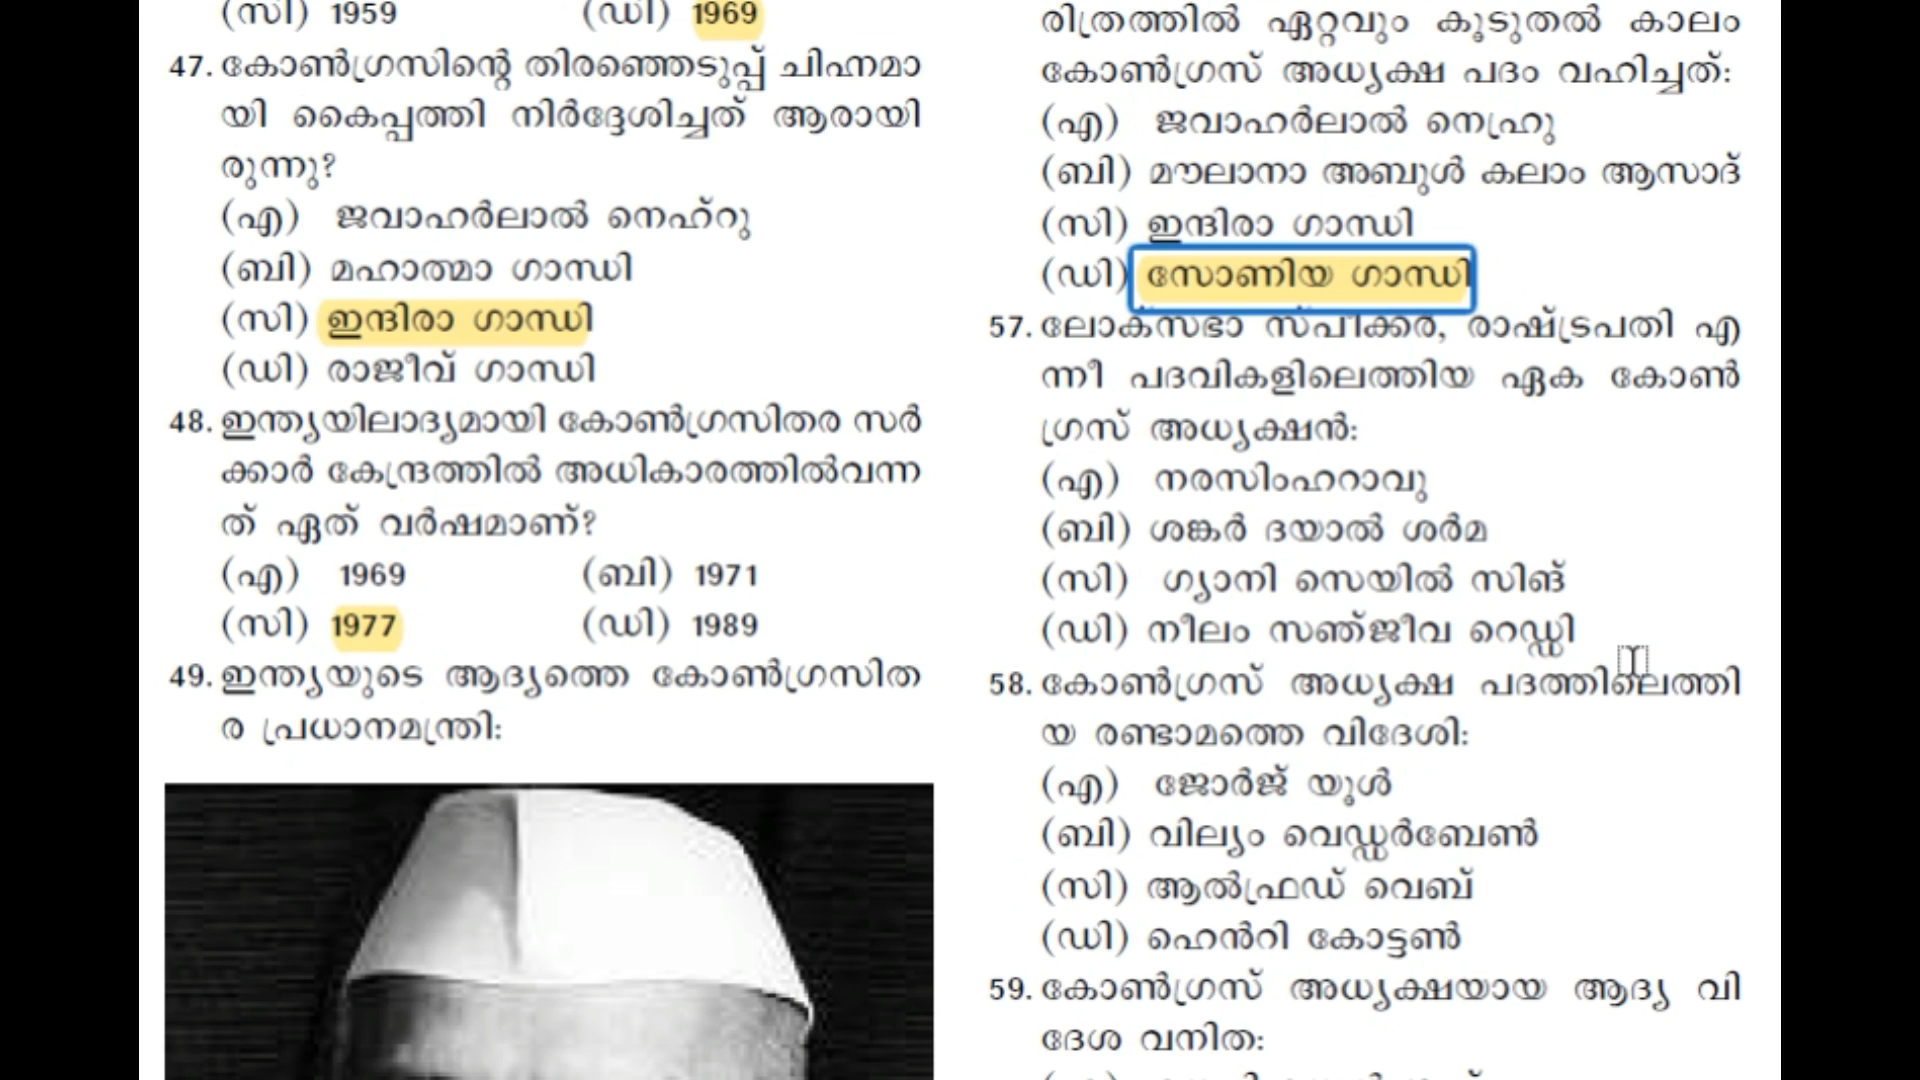 (സി) 1959 (ഡി) 1969
47. കോൺഗ്രസിന്റെ തിരഞ്ഞെടുപ്പ് ചിഹ്നമാ
യി കൈപ്പത്തി നിർദ്ദേശിച്ചത് ആരായി
രുന്നു?
(എ) ജവാഹർലാൽ നെഹ്റു
(ബി) മഹാത്മാ ഗാന്ധി
(സി) ഇന്ദിരാ ഗാന്ധി
(ഡി) രാജീവ് ഗാന്ധി
48. ഇന്ത്യയിലാദ്യമായി കോൺഗ്രസിതര സർ
ക്കാർ കേന്ദ്രത്തിൽ അധികാരത്തിൽവന്ന
ത് ഏത് വർഷമാണ്?
(എ) 1969 (ബി) 1971
(സി) 1977 (ഡി) 1989
49. ഇന്ത്യയുടെ ആദ്യത്തെ കോൺഗ്രസിത
ര പ്രധാനമന്ത്രി:
രിത്രത്തിൽ ഏറ്റവും കൂടുതൽ കാലം
കോൺഗ്രസ് അധ്യക്ഷ പദം വഹിച്ചത്:
(എ) ജവാഹർലാൽ നെഹ്രു
(ബി) മൗലാനാ അബുൾ കലാം ആസാദ്
(സി) ഇന്ദിരാ ഗാന്ധി
(ഡി) സോണിയ ഗാന്ധി
57. ലോക്സഭാ സ്പീക്കർ, രാഷ്ട്രപതി എ
ന്നീ പദവികളിലെത്തിയ ഏക കോൺ
ഗ്രസ് അധ്യക്ഷൻ:
(എ) നരസിംഹറാവു
(ബി) ശങ്കർ ദയാൽ ശർമ
(സി) ഗ്യാനി സെയിൽ സിങ്
(ഡി) നീലം സഞ്ജീവ റെഡ്ഡി
58. കോൺഗ്രസ് അധ്യക്ഷ പദത്തിലെത്തി
യ രണ്ടാമത്തെ വിദേശി:
(എ) ജോർജ് യൂൾ
(ബി) വില്യം വെഡ്ഡർബേൺ
(സി) ആൽഫ്രഡ് വെബ്
(ഡി) ഹെൻറി കോട്ടൺ
59. കോൺഗ്രസ് അധ്യക്ഷയായ ആദ്യ വി
ദേശ വനിത: